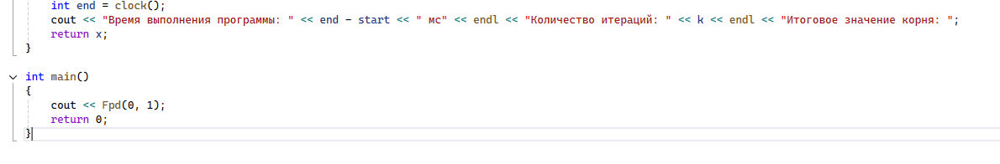 int end = clock();
cout << "Время выполнения программы: " << end - start << " мс" << endl << "Количество итераций: " << k << endl << "Итоговое значение корня: ";
return x;
}
int main()
{
cout << Fpd(0, 1);
return 0;
}